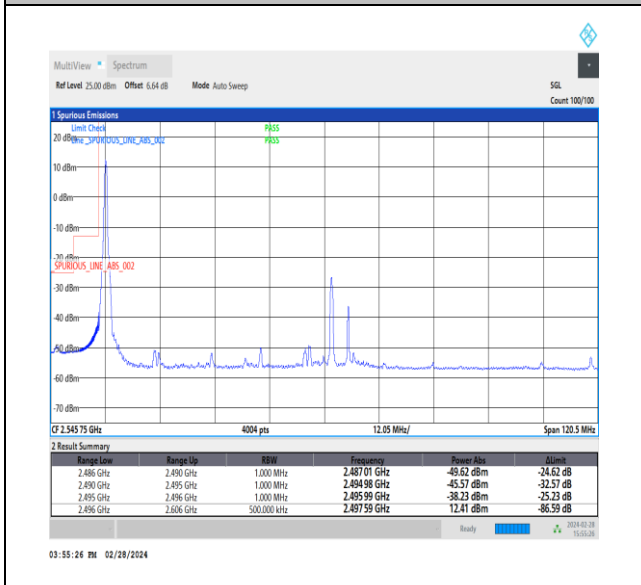 MultiView Spectrum
Ref Level 25.00 dBm Offset 6.64 dB Mode Auto Sweep SGL
Count 100/100
1 Spurious Emissions
Limit Check PASS
20 dBm Line _SPURIOUS_LINE_ABS_002 PASS
10 dBm
0 dBm
-10 dBm
-20 dBm
_SPURIOUS_LINE_ABS_002
-30 dBm
-40 dBm
-50 dBm
-60 dBm
-70 dBm
CF 2.545 75 GHz 4004 pts 12.05 MHz/ Span 120.5 MHz
2 Result Summary
Range Low Range Up RBW Frequency Power Abs ΔLimit
2.486 GHz 2.490 GHz 1.000 MHz 2.487 01 GHz -49.62 dBm -24.62 dB
2.490 GHz 2.495 GHz 1.000 MHz 2.494 98 GHz -45.57 dBm -32.57 dB
2.495 GHz 2.496 GHz 1.000 MHz 2.495 99 GHz -38.23 dBm -25.23 dB
2.496 GHz 2.606 GHz 500.000 kHz 2.497 59 GHz 12.41 dBm -86.59 dB
Ready 2024-02-28
15:55:26
03:55:26 PM 02/28/2024